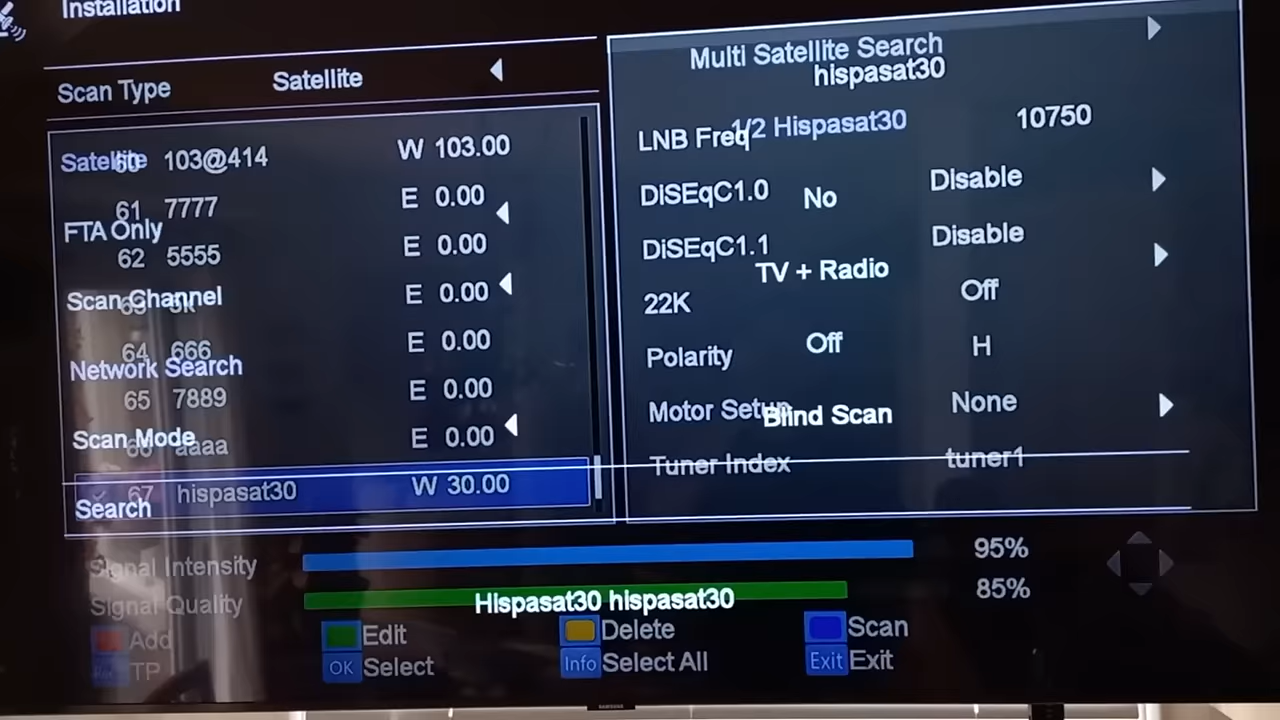 Installation
Scan Type Satellite
Multi Satellite Search
hispasat30
Satellite
60 103@414 W 103.00
LNB Freq 10750
1/2 Hispasat30
61 7777 E 0.00
DiSEqC1.0 Disable
No
FTA Only
62 5555 E 0.00
DiSEqC1.1 Disable
TV + Radio
Scan Channel
E 0.00
22K Off
64 666 E 0.00
Polarity H
Off
Network Search
65 7889 E 0.00
Motor Setup None
Blind Scan
Scan Mode
66 aaaa E 0.00
Tuner Index tuner1
67 hispasat30 W 30.00
Search
Signal Intensity 95%
Signal Quality 85%
HIspasat30 hispasat30
Add Edit Delete Scan
TP OK Select Info Select All Exit Exit
SAMSUNG